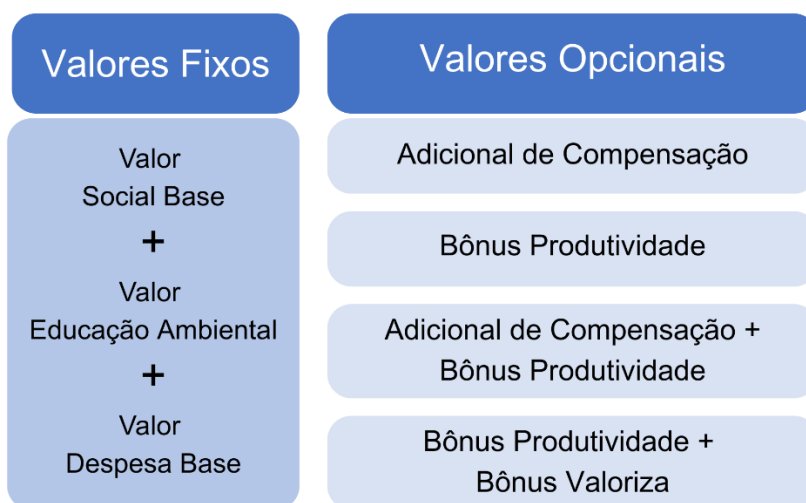 Valores Fixos
Valor
Social Base
+
Valor
Educação Ambiental
+
Valor
Despesa Base
Valores Opcionais
Adicional de Compensação
Bônus Produtividade
Adicional de Compensação +
Bônus Produtividade
Bônus Produtividade +
Bônus Valoriza